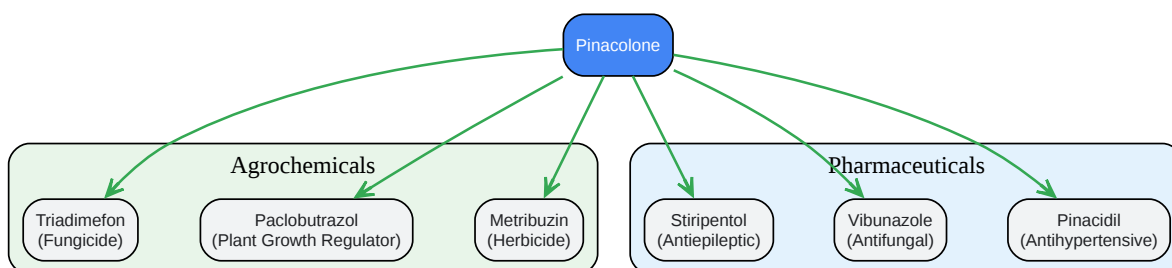 Pinacolone
Agrochemicals
Pharmaceuticals
Triadimefon
(Fungicide)
Paclobutrazol
(Plant Growth Regulator)
Metribuzin
(Herbicide)
Stiripentol
(Antiepileptic)
Vibunazole
(Antifungal)
Pinacidil
(Antihypertensive)